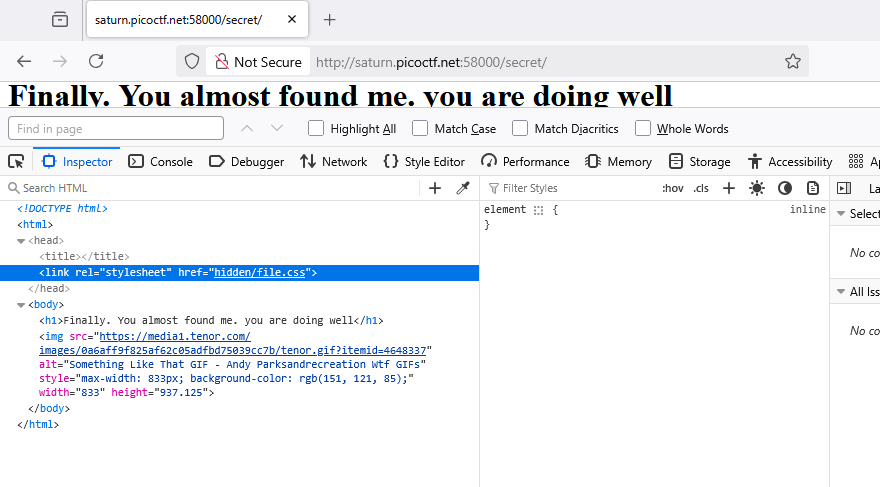 saturn.picoctf.net:58000/secret/
Not Secure http://saturn.picoctf.net:58000/secret/
Finally. You almost found me. you are doing well
Find in page Highlight All Match Case Match Diacritics Whole Words
Inspector Console Debugger Network Style Editor Performance Memory Storage Accessibility Ap
Search HTML Filter Styles :hov .cls La
<!DOCTYPE html> element { inline Select
<html> }
<head>
<title></title> No co
<link rel="stylesheet" href="hidden/file.css">
</head> All Iss
<body>
<h1>Finally. You almost found me. you are doing well</h1>
<img src="https://media1.tenor.com/ No co
images/0a6aff9f825af62c05adfbd75039cc7b/tenor.gif?itemid=4648337"
alt="Something Like That GIF - Andy Parksandrecreation Wtf GIFs"
style="max-width: 833px; background-color: rgb(151, 121, 85);"
width="833" height="937.125">
</body>
</html>